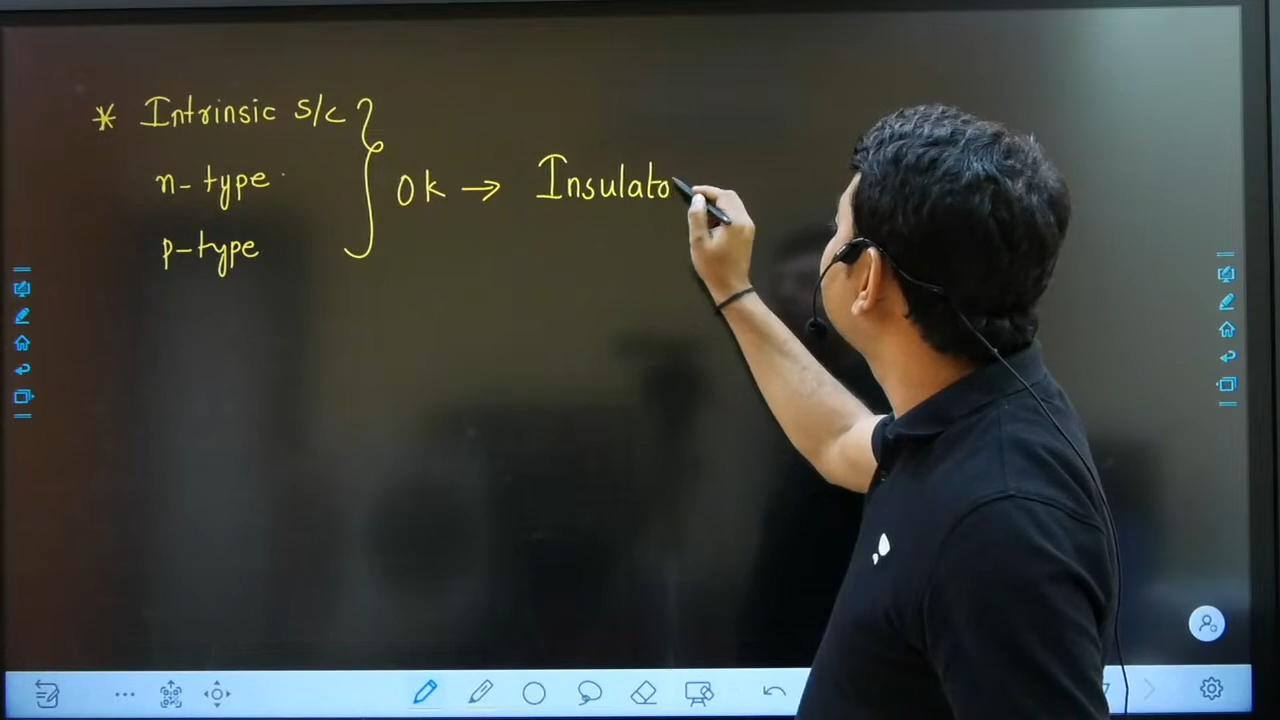 * Intrinsic s/c
n-type
p-type
0K → Insulato